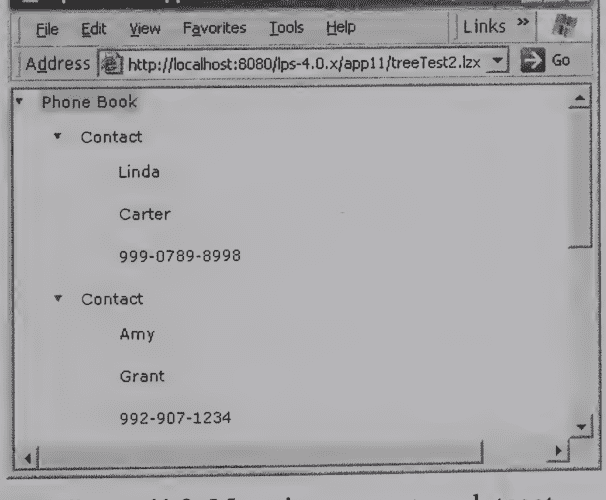 File Edit View Favorites Tools Help Links »
Address http://localhost:8080/lps-4.0.x/app11/treeTest2.lzx Go
Phone Book
Contact
Linda
Carter
999-0789-8998
Contact
Amy
Grant
992-907-1234